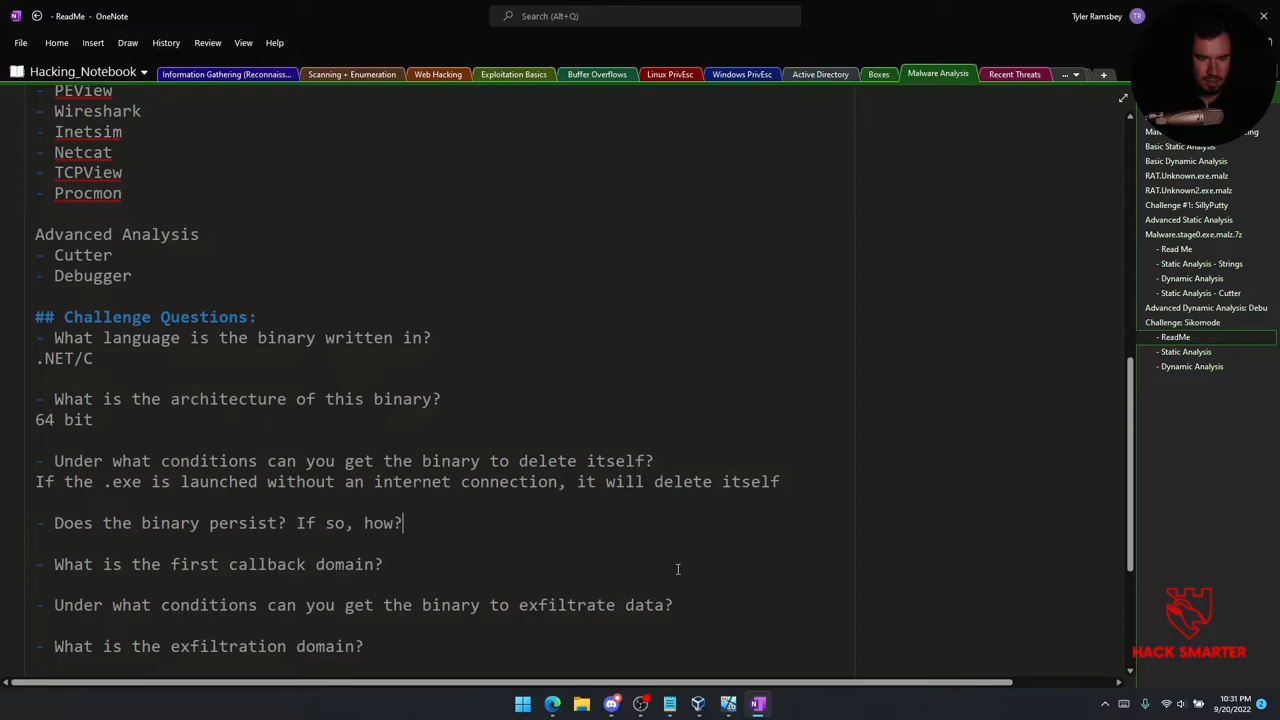 - ReadMe - OneNote
Search (Alt+Q)
Tyler Ramsbey
TR
File Home Insert Draw History Review View Help
Hacking_Notebook
Information Gathering (Reconnaiss...
Scanning + Enumeration
Web Hacking
Exploitation Basics
Buffer Overflows
Linux PrivEsc
Windows PrivEsc
Active Directory
Boxes
Malware Analysis
Recent Threats
...
- PEView
- Wireshark
- Inetsim
- Netcat
- TCPView
- Procmon
Advanced Analysis
- Cutter
- Debugger
## Challenge Questions:
- What language is the binary written in?
.NET/C
- What is the architecture of this binary?
64 bit
- Under what conditions can you get the binary to delete itself?
If the .exe is launched without an internet connection, it will delete itself
- Does the binary persist? If so, how?
- What is the first callback domain?
- Under what conditions can you get the binary to exfiltrate data?
- What is the exfiltration domain?
Basic Static Analysis
Basic Dynamic Analysis
RAT.Unknown.exe.malz
RAT.Unknown2.exe.malz
Challenge #1: SillyPutty
Advanced Static Analysis
Malware.stage0.exe.malz.7z
- Read Me
- Static Analysis - Strings
- Dynamic Analysis
- Static Analysis - Cutter
Advanced Dynamic Analysis: Debu
Challenge: Sikomode
- ReadMe
- Static Analysis
- Dynamic Analysis
HACK SMARTER
10:31 PM
9/20/2022
2